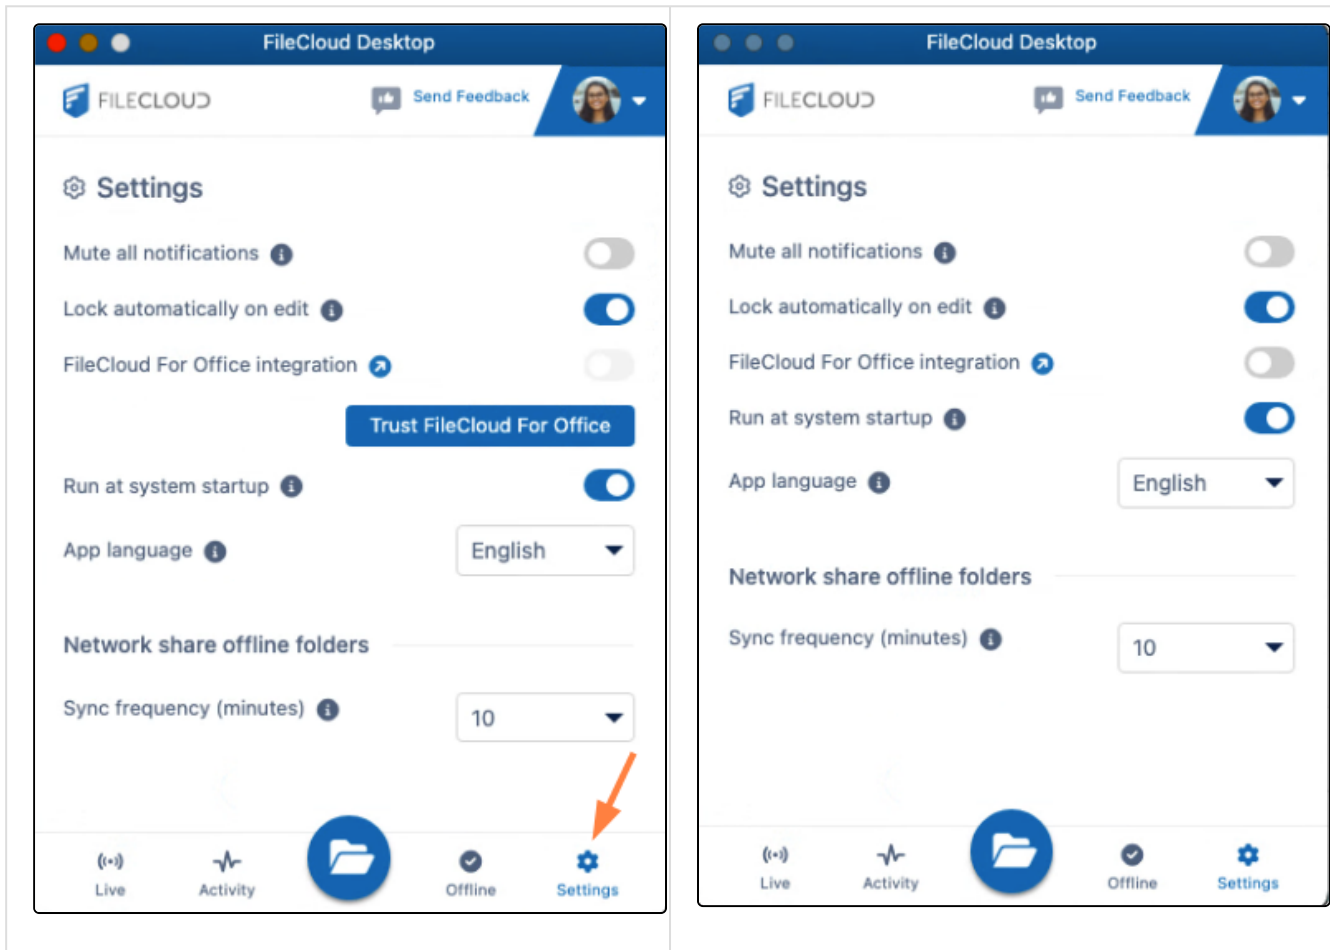 FileCloud Desktop
FILECLOUD
Send Feedback
Settings
Mute all notifications
Lock automatically on edit
FileCloud For Office integration
Trust FileCloud For Office
Run at system startup
App language
English
Network share offline folders
Sync frequency (minutes)
10
Live
Activity
Offline
Settings
FileCloud Desktop
FILECLOUD
Send Feedback
Settings
Mute all notifications
Lock automatically on edit
FileCloud For Office integration
Run at system startup
App language
English
Network share offline folders
Sync frequency (minutes)
10
Live
Activity
Offline
Settings